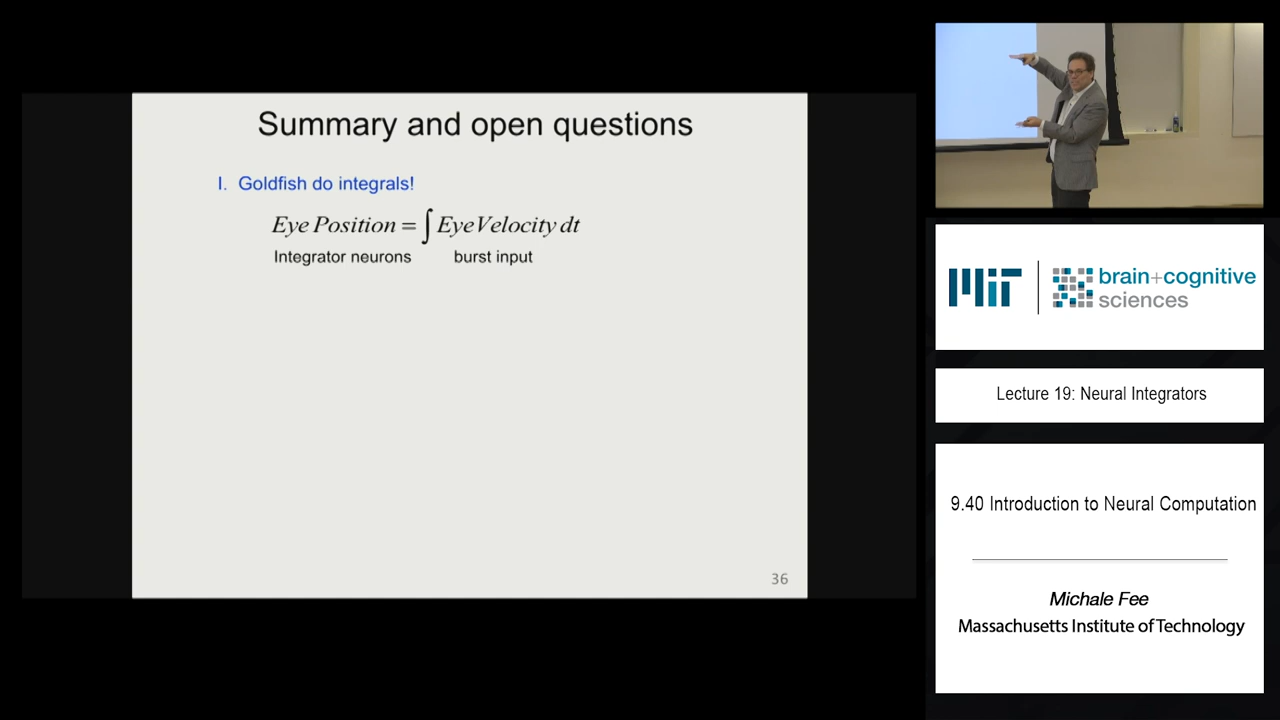 Summary and open questions
I. Goldfish do integrals!
Eye Position = ∫ Eye Velocity dt
Integrator neurons burst input
36
MIT brain+cognitive
sciences
Lecture 19: Neural Integrators
9.40 Introduction to Neural Computation
Michale Fee
Massachusetts Institute of Technology